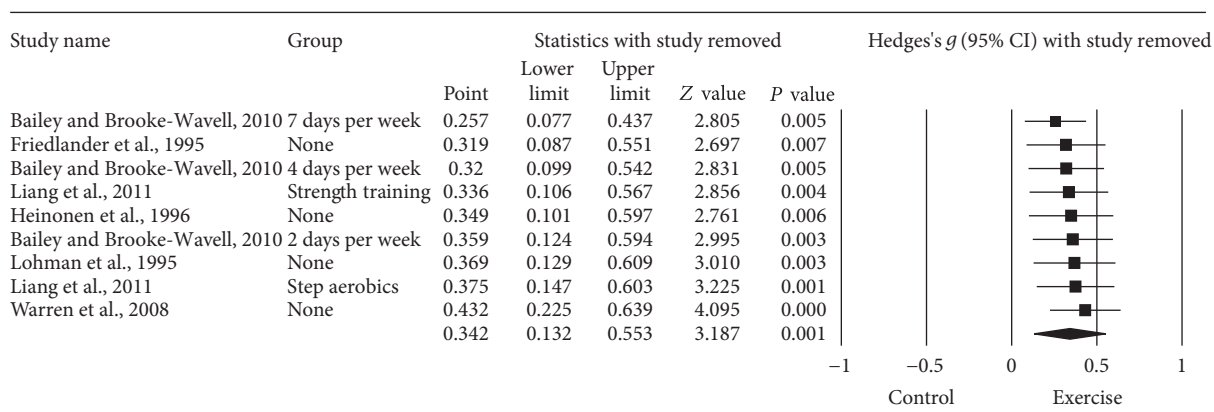 Study name Group Statistics with study removed Hedges's g (95% CI) with study removed
Point Lower limit Upper limit Z value P value
Bailey and Brooke-Wavell, 2010 7 days per week 0.257 0.077 0.437 2.805 0.005
Friedlander et al., 1995 None 0.319 0.087 0.551 2.697 0.007
Bailey and Brooke-Wavell, 2010 4 days per week 0.32 0.099 0.542 2.831 0.005
Liang et al., 2011 Strength training 0.336 0.106 0.567 2.856 0.004
Heinonen et al., 1996 None 0.349 0.101 0.597 2.761 0.006
Bailey and Brooke-Wavell, 2010 2 days per week 0.359 0.124 0.594 2.995 0.003
Lohman et al., 1995 None 0.369 0.129 0.609 3.010 0.003
Liang et al., 2011 Step aerobics 0.375 0.147 0.603 3.225 0.001
Warren et al., 2008 None 0.432 0.225 0.639 4.095 0.000
0.342 0.132 0.553 3.187 0.001
−1 −0.5 0 0.5 1
Control Exercise